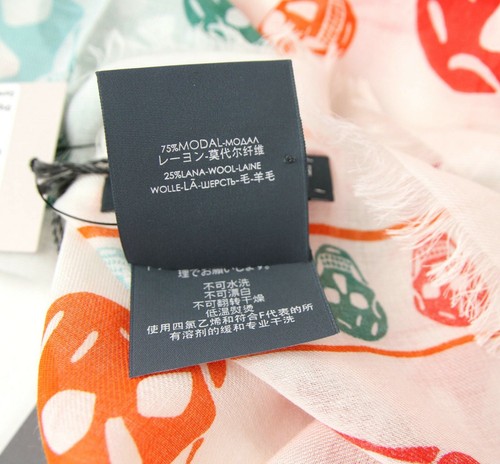 75%MODAL-МОДАЛ
レーヨン-莫代尔纤维
25%LANA-WOOL-LAINE
WOLLE-LÃ-ШЕРСТЬ-毛-羊毛
理でお願いします。
不可水洗
不可漂白
不可翻转干燥
低温熨烫
使用四氯乙烯和符合F代表的所
有溶剂的缓和专业干洗